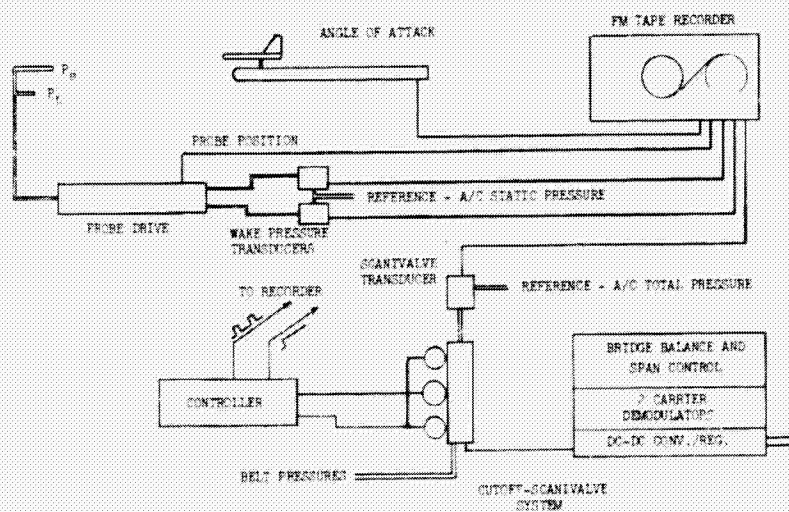 FM TAPE RECORDER
ANGLE OF ATTACK
PROBE POSITION
REFERENCE - A/C STATIC PRESSURE
PROBE DRIVE
WAKE PRESSURE
TRANSDUCERS
SCANIVALVE
TRANSDUCER
TO RECORDER
REFERENCE - A/C TOTAL PRESSURE
BRIDGE BALANCE AND
SPAN CONTROL
2 CARRIER
DEMODULATORS
CONTROLLER
DC-DC CONV./REG.
BELT PRESSURES
CUTOFF-SCANIVALVE
SYSTEM